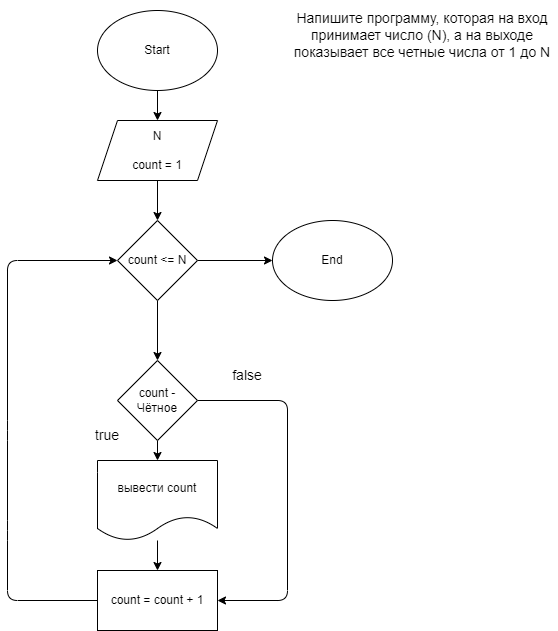 Напишите программу, которая на вход
принимает число (N), а на выходе
показывает все четные числа от 1 до N
Start
N
count = 1
count <= N
End
count -
Чётное
false
true
вывести count
count = count + 1